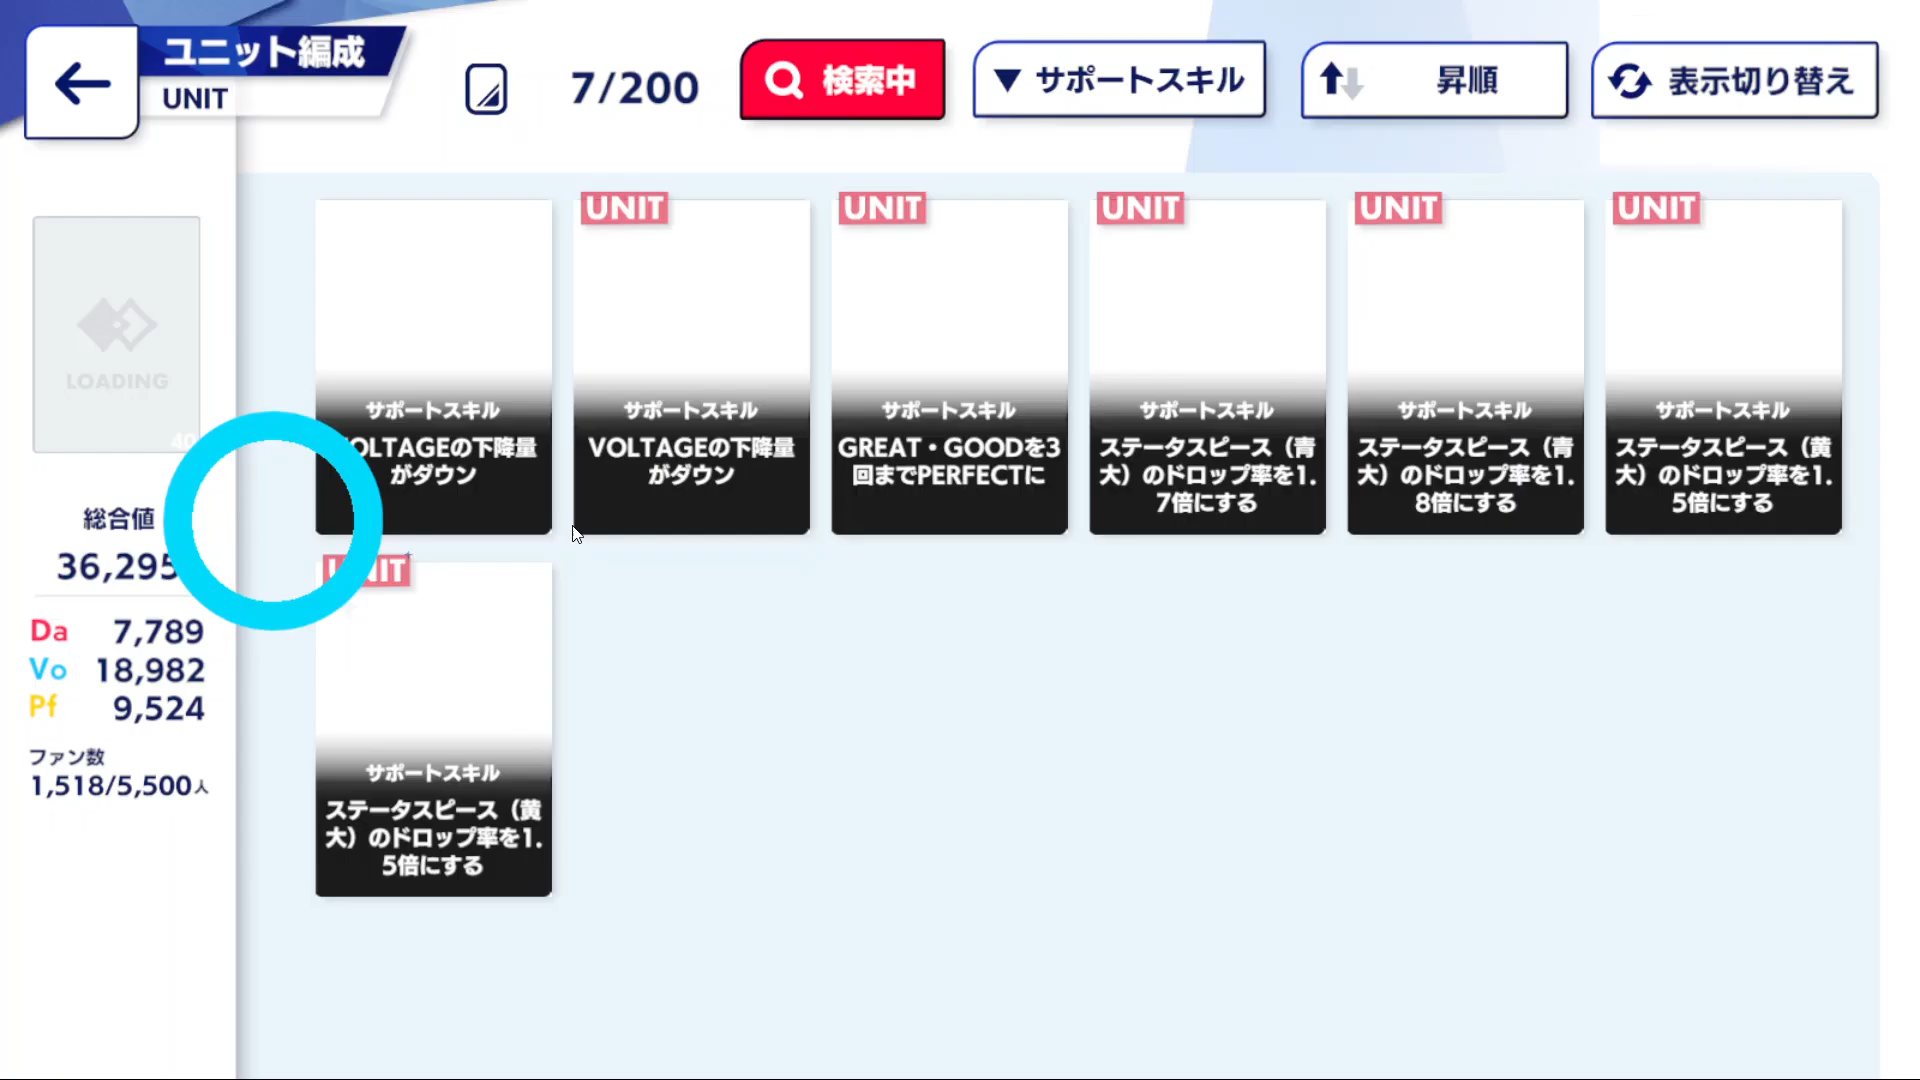 ユニット編成
UNIT
7/200
検索中
▼ サポートスキル
昇順
表示切り替え
LOADING
40
総合値
36,295
Da 7,789
Vo 18,982
Pf 9,524
ファン数
1,518/5,500人
サポートスキル
VOLTAGEの下降量
がダウン
UNIT
サポートスキル
VOLTAGEの下降量
がダウン
UNIT
サポートスキル
GREAT・GOODを3
回までPERFECTに
UNIT
サポートスキル
ステータスピース（青
大）のドロップ率を1.
7倍にする
UNIT
サポートスキル
ステータスピース（青
大）のドロップ率を1.
8倍にする
UNIT
サポートスキル
ステータスピース（黄
大）のドロップ率を1.
5倍にする
UNIT
サポートスキル
ステータスピース（黄
大）のドロップ率を1.
5倍にする